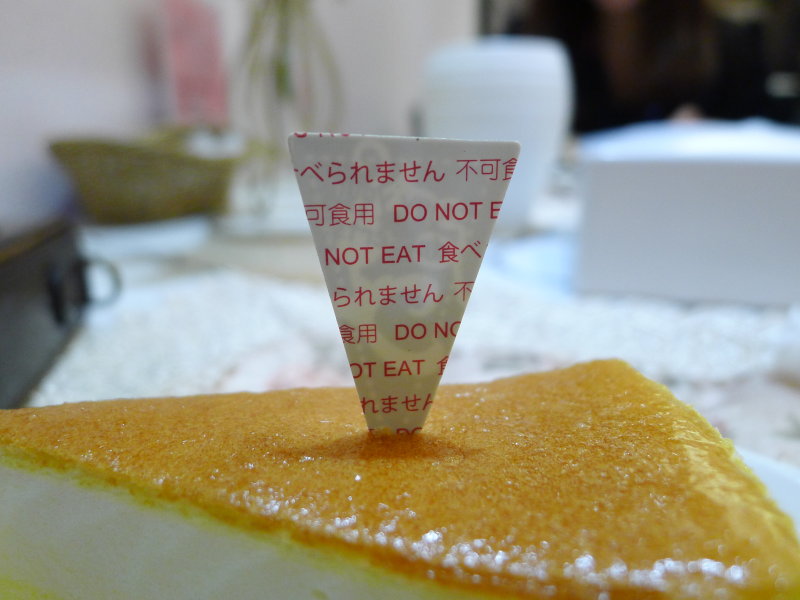 べられません 不可食
可食用 DO NOT E
NOT EAT 食べ
られません 不
食用 DO NO
OT EAT 食
れません
DO